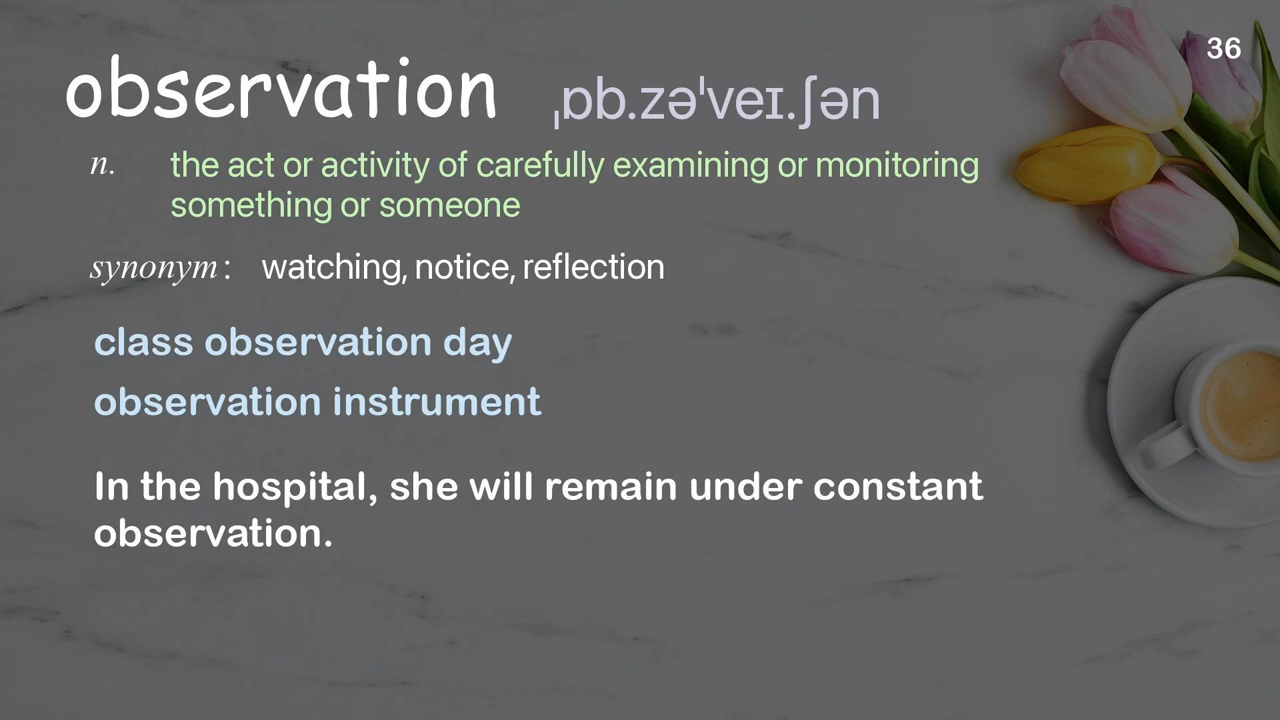 36
observation ˌɒb.zəˈveɪ.ʃən
n. the act or activity of carefully examining or monitoring
something or someone
synonym: watching, notice, reflection
class observation day
observation instrument
In the hospital, she will remain under constant
observation.